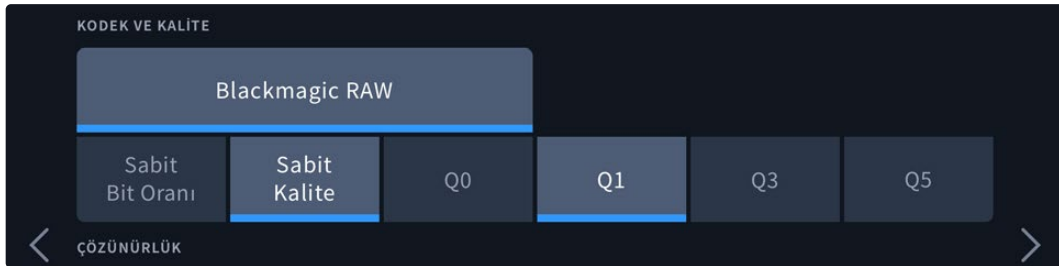 KODEK VE KALİTE
Blackmagic RAW
Sabit
Bit Oranı
Sabit
Kalite
Q0
Q1
Q3
Q5
ÇÖZÜNÜRLÜK